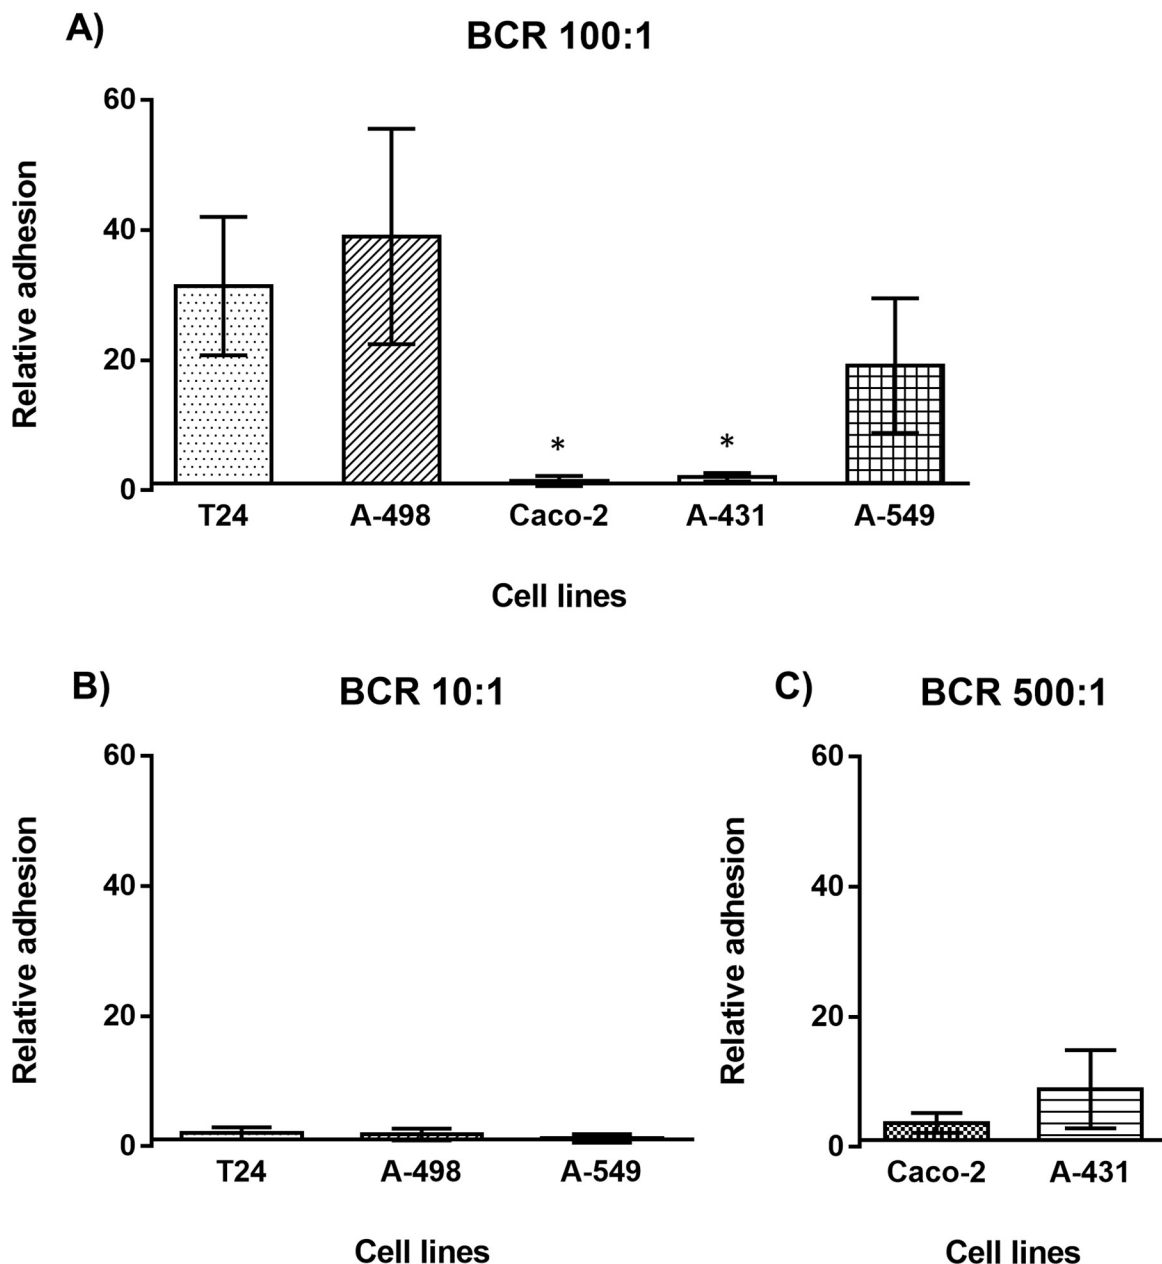 A)
BCR 100:1
Relative adhesion
60
40
20
0
*
*
T24 A-498 Caco-2 A-431 A-549
Cell lines
B)
BCR 10:1
Relative adhesion
60
40
20
0
T24 A-498 A-549
Cell lines
C)
BCR 500:1
Relative adhesion
60
40
20
0
Caco-2 A-431
Cell lines